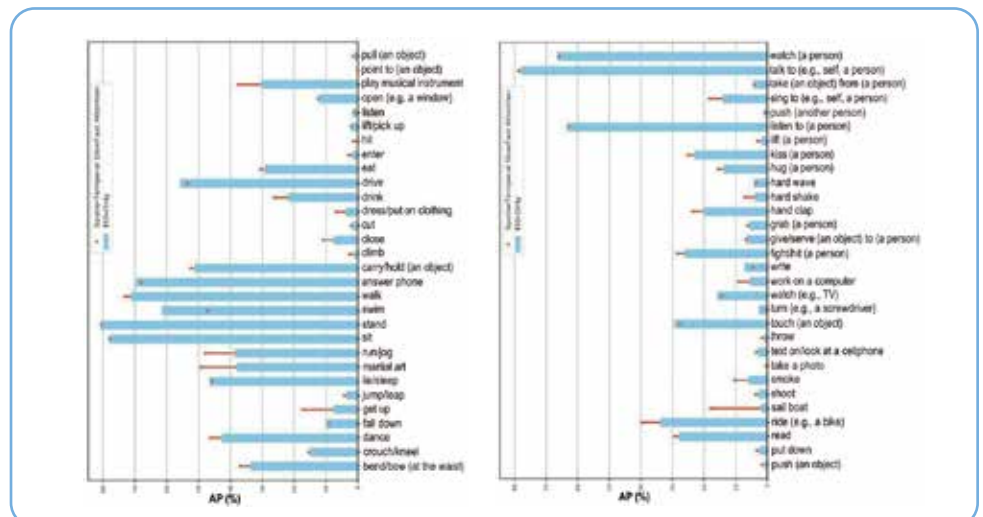 pull (an object)
point to (an object)
play musical instrument
open (e.g. a window)
listen
lift/pick up
hit
enter
eat
drive
drink
dress/put on clothing
cut
close
climb
carry/hold (an object)
answer phone
walk
swim
stand
sit
run/jog
martial art
lie/sleep
jump/leap
get up
fall down
dance
crouch/kneel
bend/bow (at the waist)
AP (%)
watch (a person)
talk to (e.g., self, a person)
take (an object) from (a person)
sing to (e.g., self, a person)
push (another person)
listen to (a person)
lift (a person)
kiss (a person)
hug (a person)
hard wave
hard shake
hand clap
grab (a person)
give/serve (an object) to (a person)
fight/hit (a person)
write
work on a computer
watch (e.g., TV)
turn (e.g., a screwdriver)
touch (an object)
throw
text on/look at a cellphone
take a photo
smoke
shoot
sail boat
ride (e.g., a bike)
read
put down
push (an object)
AP (%)